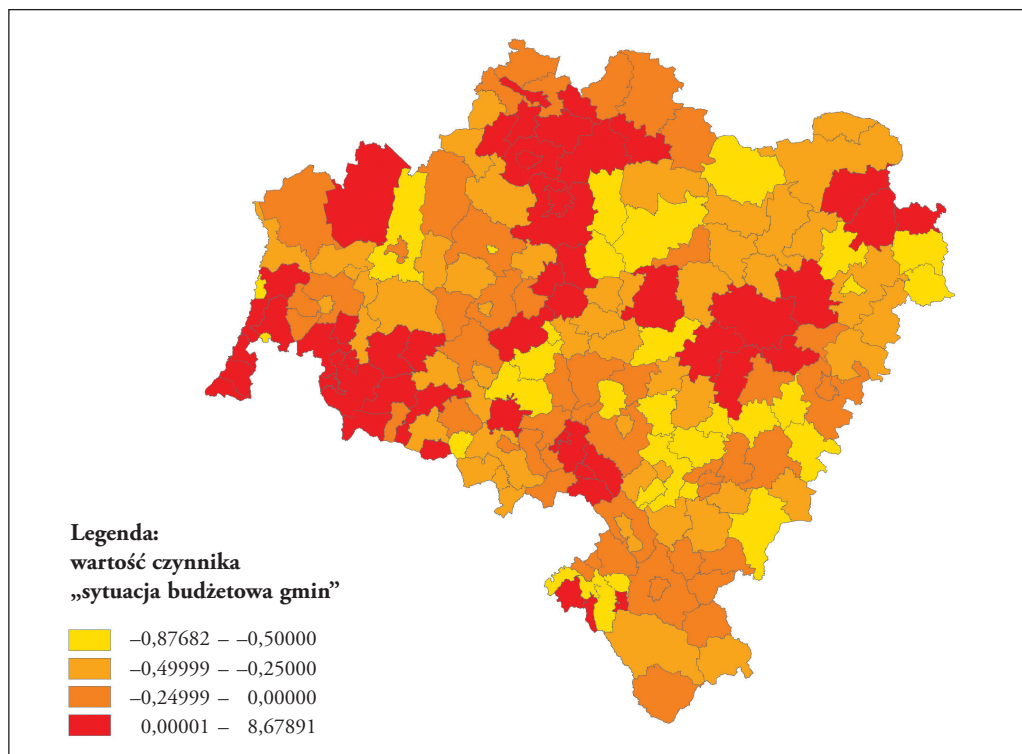 Legenda:
wartość czynnika
„sytuacja budżetowa gmin”
–0,87682 – –0,50000
–0,49999 – –0,25000
–0,24999 – 0,00000
0,00001 – 8,67891